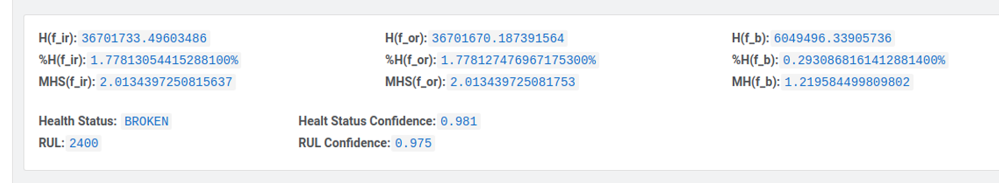 H(f_ir): 36701733.49603486 H(f_or): 36701670.187391564 H(f_b): 6049496.33905736
%H(f_ir): 1.77813054415288100% %H(f_or): 1.778127476967175300% %H(f_b): 0.2930868161412881400%
MHS(f_ir): 2.0134397250815637 MHS(f_or): 2.013439725081753 MH(f_b): 1.219584499809802
Health Status: BROKEN Healt Status Confidence: 0.981
RUL: 2400 RUL Confidence: 0.975